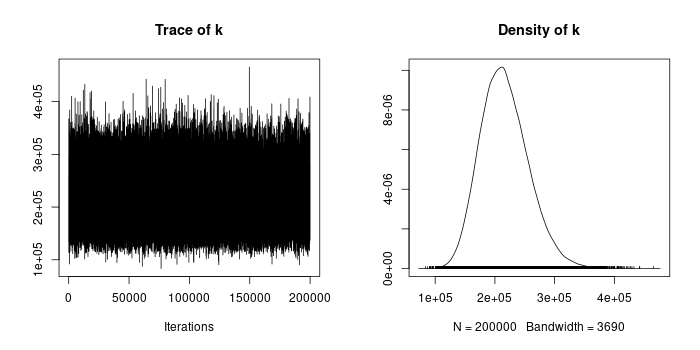 Trace of k
4e+05
3e+05
2e+05
1e+05
0 50000 100000 150000 200000
Iterations
Density of k
8e-06
4e-06
0e+00
1e+05 2e+05 3e+05 4e+05
N = 200000 Bandwidth = 3690